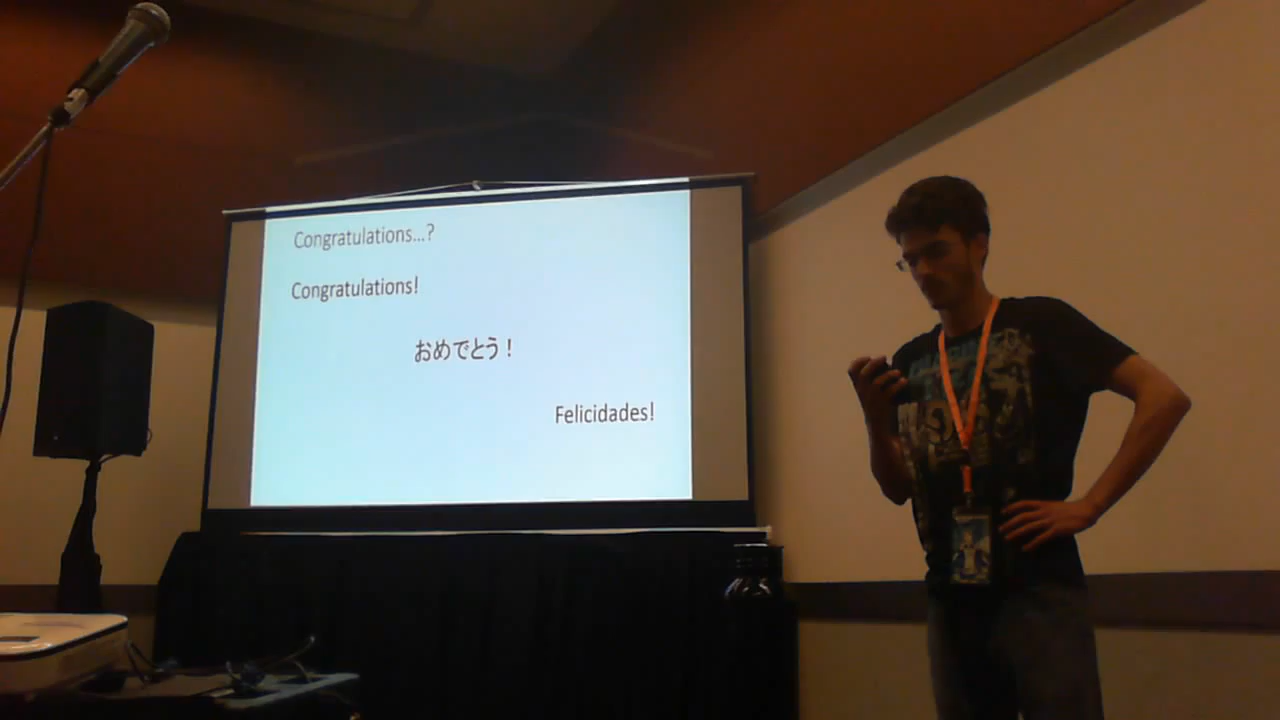 Congratulations...?
Congratulations!
おめでとう！
Felicidades!